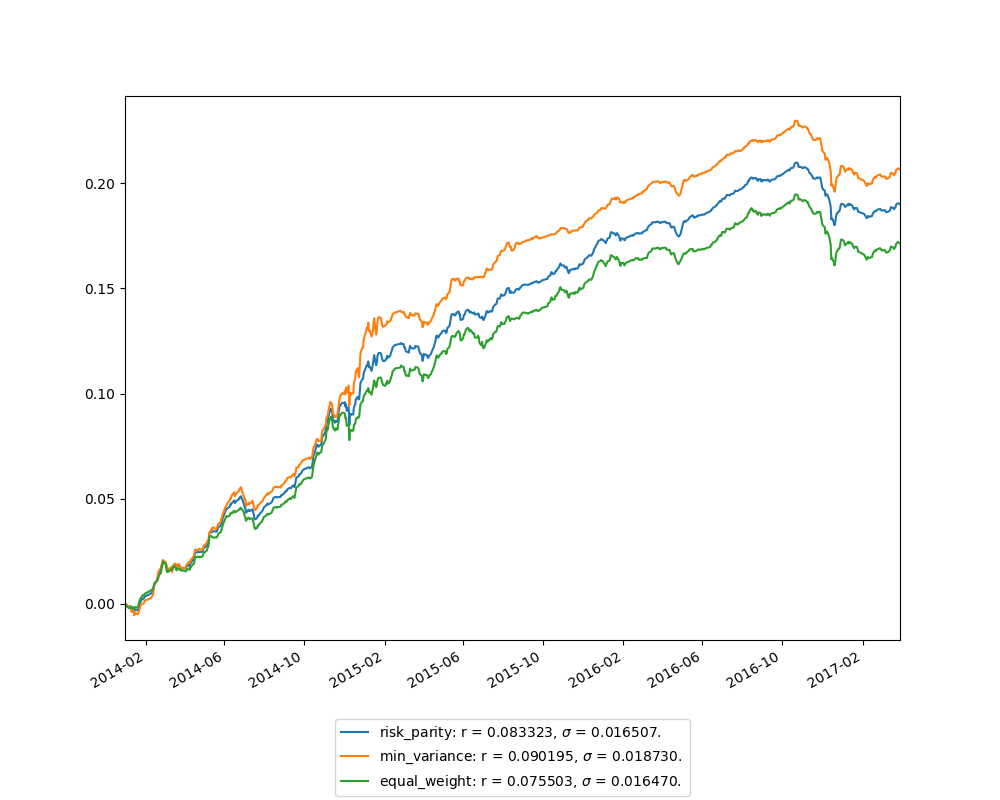 0.20
0.15
0.10
0.05
0.00
2014-02 2014-06 2014-10 2015-02 2015-06 2015-10 2016-02 2016-06 2016-10 2017-02
risk_parity: r = 0.083323, σ = 0.016507.
min_variance: r = 0.090195, σ = 0.018730.
equal_weight: r = 0.075503, σ = 0.016470.